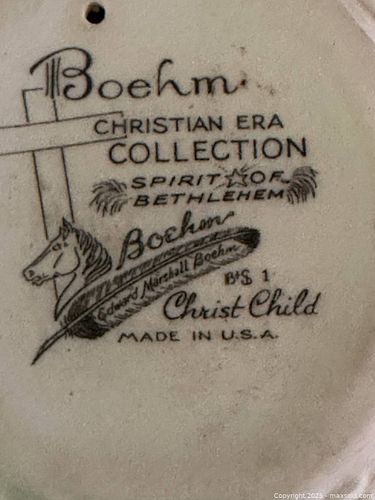 Boehm
CHRISTIAN ERA
COLLECTION
SPIRIT OF
BETHLEHEM
Boehm
Edward Marshall Boehm
B$ 1
Christ Child
MADE IN U.S.A.
Copyright 2025 - maxsold.com